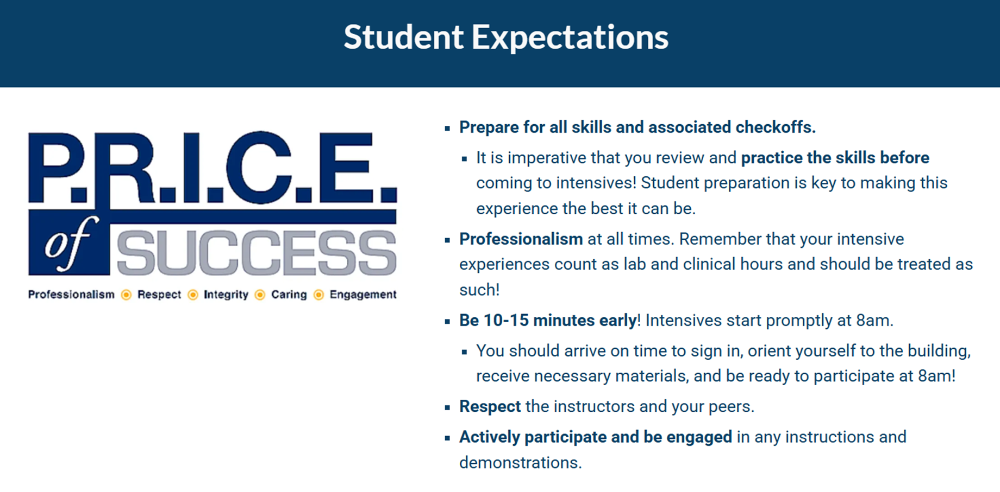 Student Expectations
P.R.I.C.E.
of SUCCESS
Professionalism Respect Integrity Caring Engagement
Prepare for all skills and associated checkoffs.
It is imperative that you review and practice the skills before
coming to intensives! Student preparation is key to making this
experience the best it can be.
Professionalism at all times. Remember that your intensive
experiences count as lab and clinical hours and should be treated as
such!
Be 10-15 minutes early! Intensives start promptly at 8am.
You should arrive on time to sign in, orient yourself to the building,
receive necessary materials, and be ready to participate at 8am!
Respect the instructors and your peers.
Actively participate and be engaged in any instructions and
demonstrations.